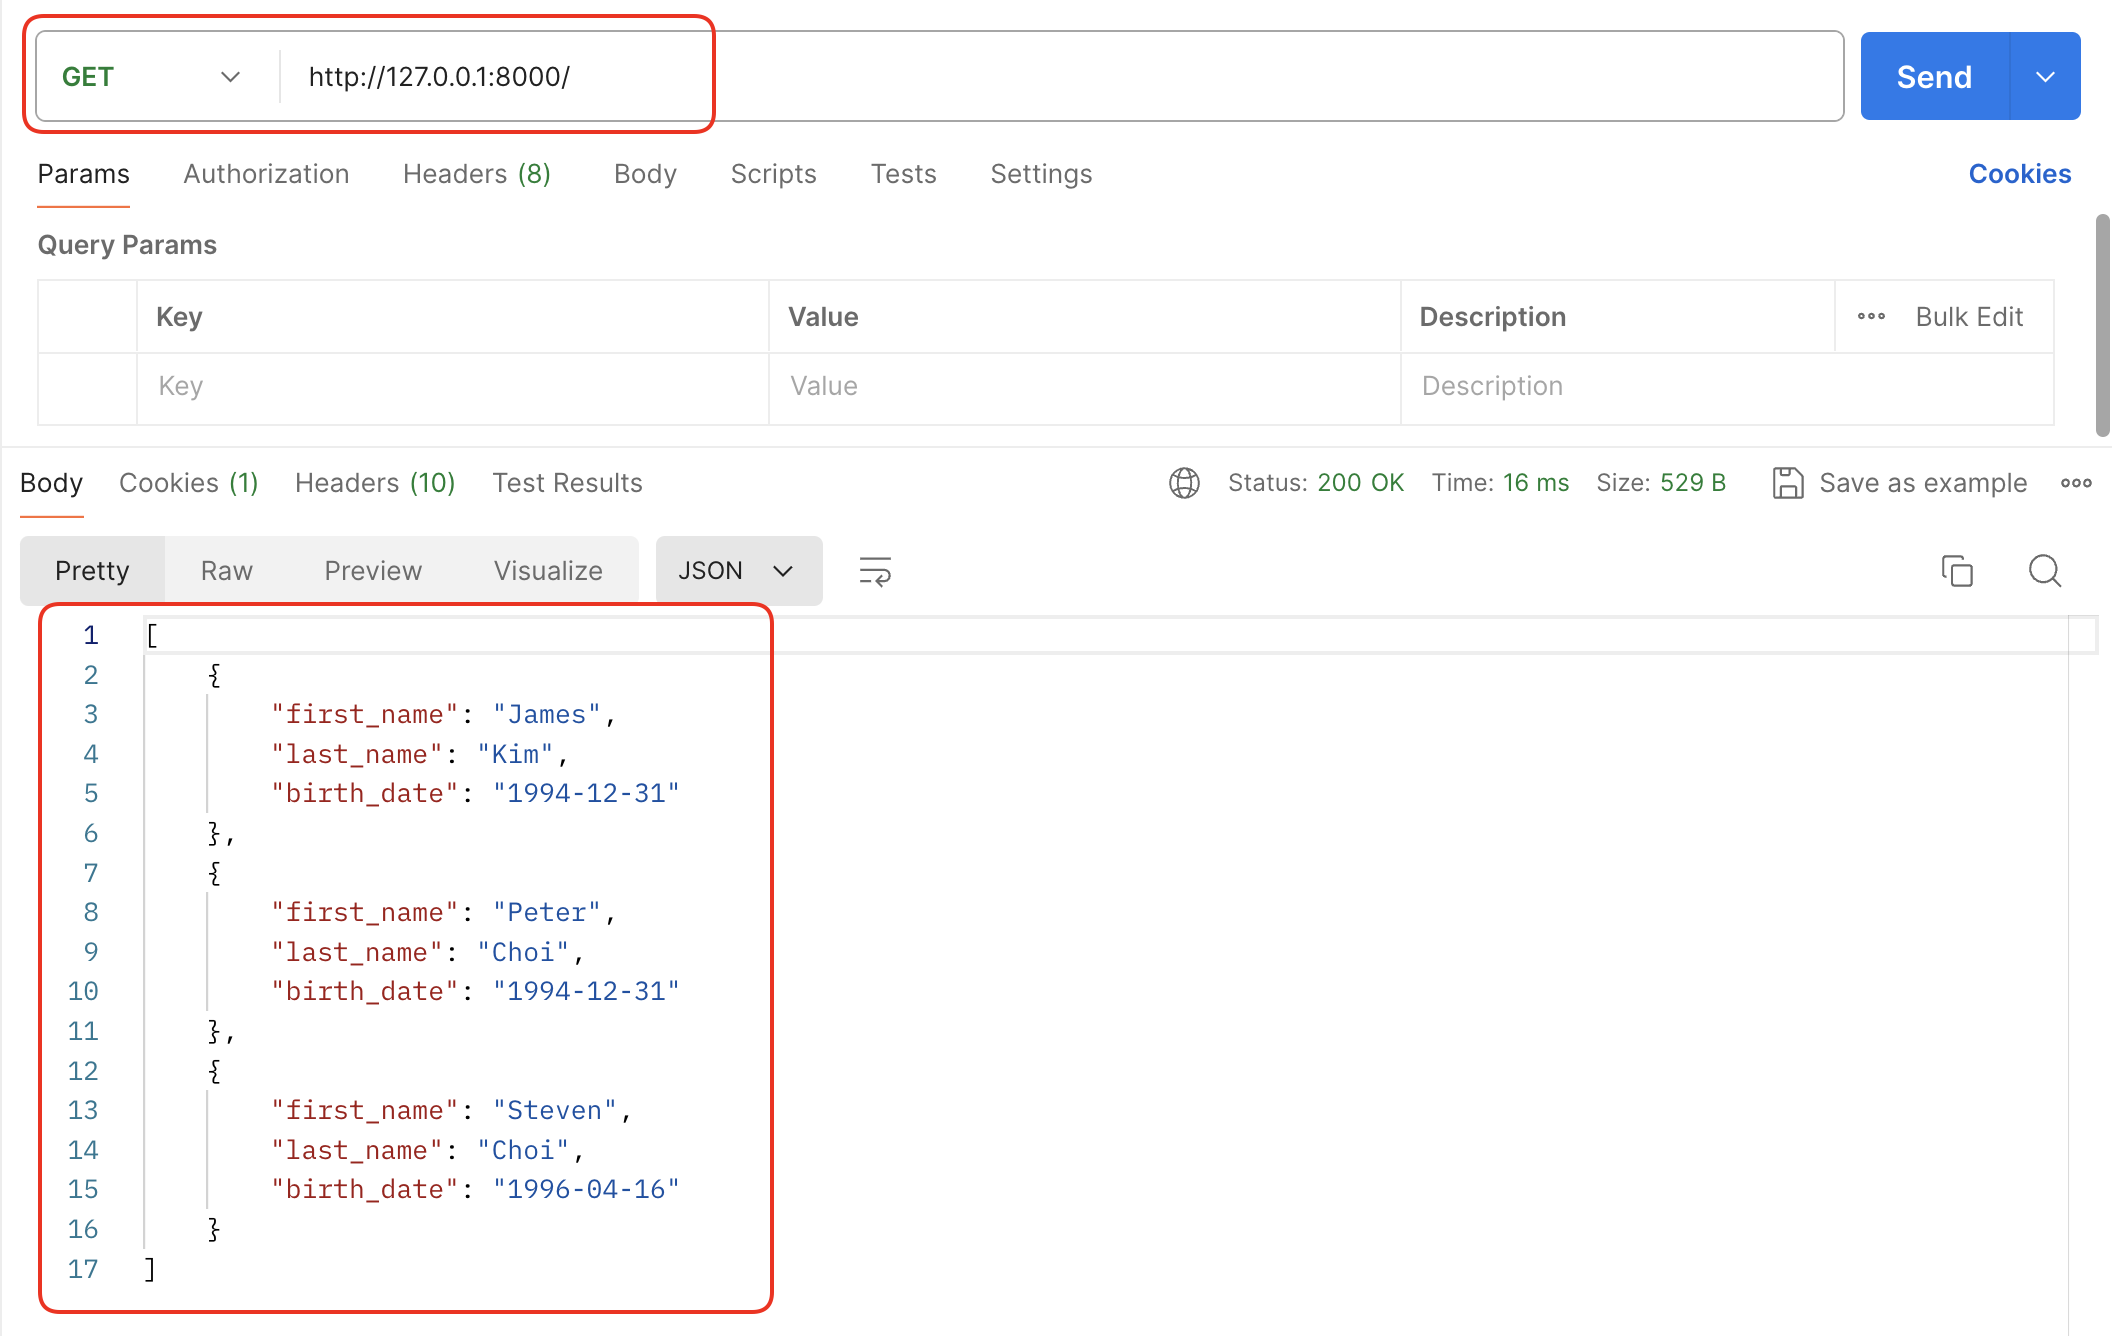 GET http://127.0.0.1:8000/ Send
Params Authorization Headers (8) Body Scripts Tests Settings Cookies
Query Params
Key Value Description Bulk Edit
Key Value Description
Body Cookies (1) Headers (10) Test Results Status: 200 OK Time: 16 ms Size: 529 B Save as example
Pretty Raw Preview Visualize JSON
1 [
2 {
3 "first_name": "James",
4 "last_name": "Kim",
5 "birth_date": "1994-12-31"
6 },
7 {
8 "first_name": "Peter",
9 "last_name": "Choi",
10 "birth_date": "1994-12-31"
11 },
12 {
13 "first_name": "Steven",
14 "last_name": "Choi",
15 "birth_date": "1996-04-16"
16 }
17 ]